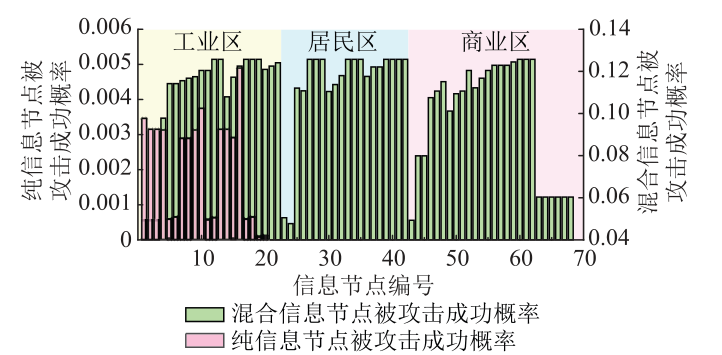 0.006
0.005
0.004
0.003
0.002
0.001
0
纯信息节点被
攻击成功概率
工业区
居民区
商业区
0.14
0.12
0.10
0.08
0.06
0.04
混合信息节点被
攻击成功概率
10 20 30 40 50 60 70
信息节点编号
混合信息节点被攻击成功概率
纯信息节点被攻击成功概率